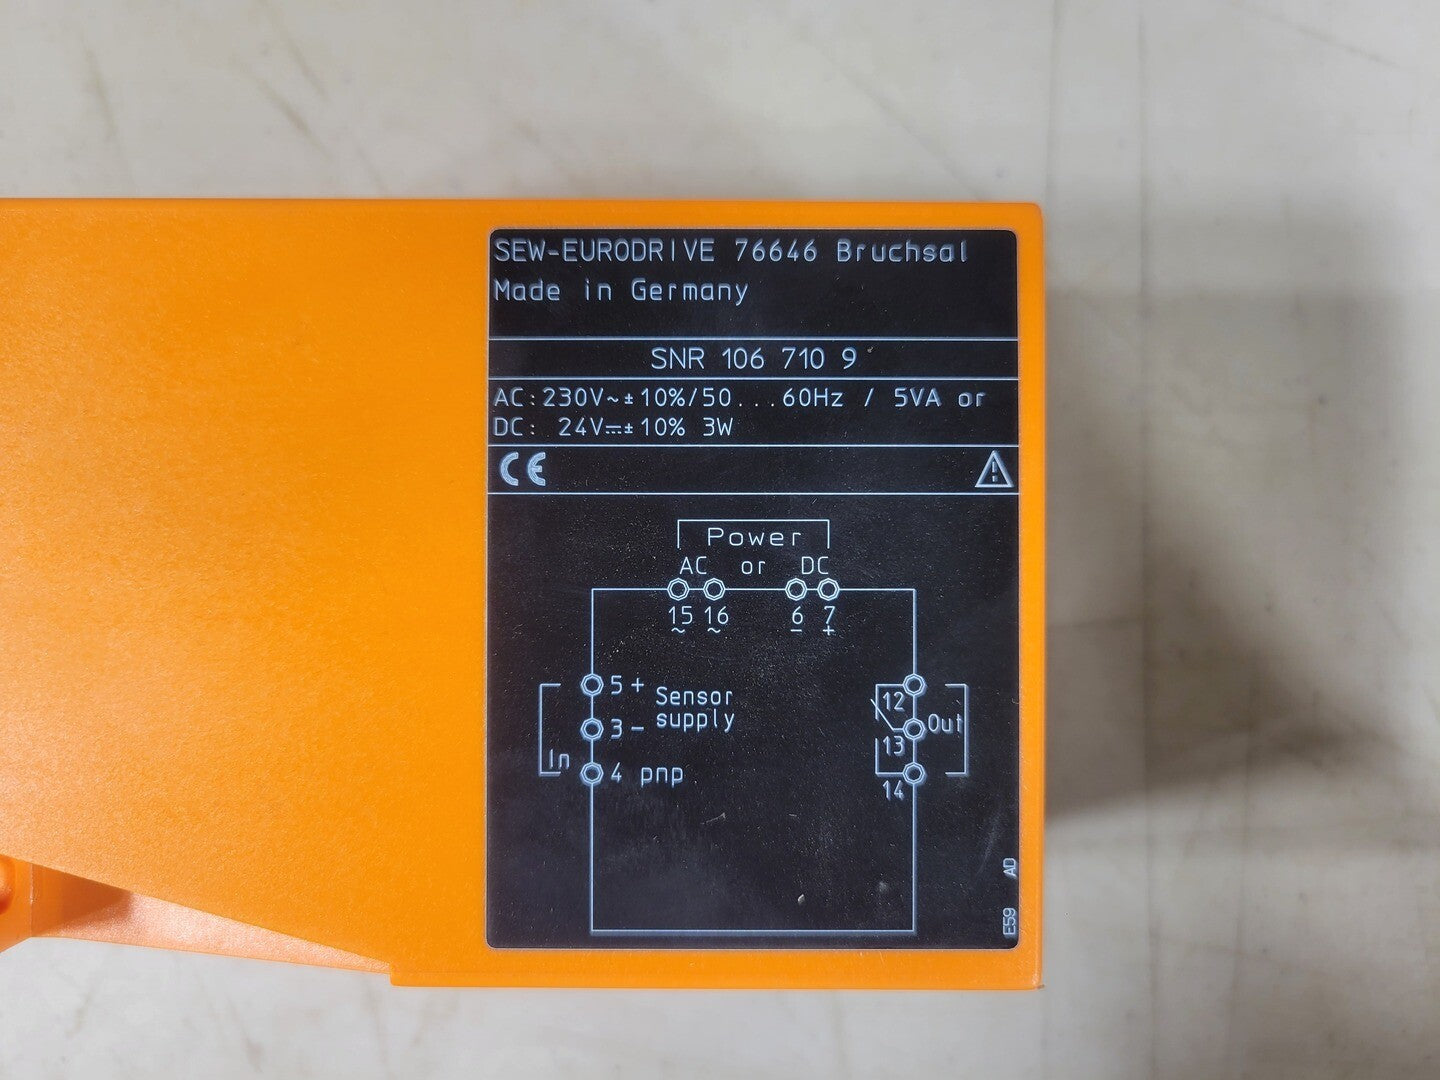 SEW-EURODRIVE 76646 Bruchsal
Made in Germany
SNR 106 710 9
AC: 230V~±10%/50...60Hz / 5VA or
DC: 24V⎓±10% 3W
CE
Power
AC or DC
15 16 6 7
~ ~ - +
5 + Sensor
3 - supply
In
4 pnp
12
Out
13
14
E59 AD